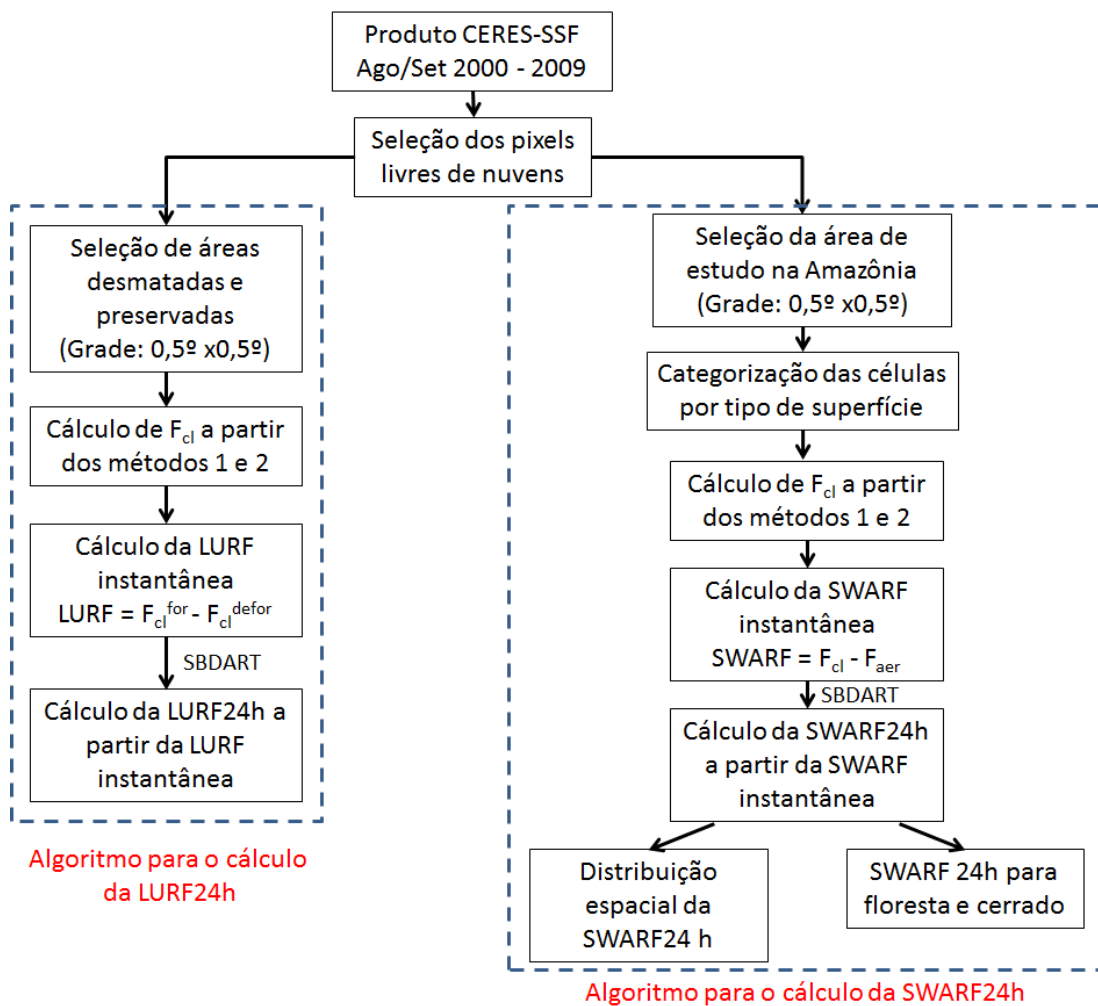 Produto CERES-SSF
Ago/Set 2000 - 2009
Seleção dos pixels
livres de nuvens
Seleção de áreas
desmatadas e
preservadas
(Grade: 0,5º x0,5º)
Cálculo de Fcl a partir
dos métodos 1 e 2
Cálculo da LURF
instantânea
LURF = Fcl^for - Fcl^defor
SBDART
Cálculo da LURF24h a
partir da LURF
instantânea
Algoritmo para o cálculo
da LURF24h
Seleção da área de
estudo na Amazônia
(Grade: 0,5º x0,5º)
Categorização das células
por tipo de superfície
Cálculo de Fcl a partir
dos métodos 1 e 2
Cálculo da SWARF
instantânea
SWARF = Fcl - Faer
SBDART
Cálculo da SWARF24h
a partir da SWARF
instantânea
Distribuição
espacial da
SWARF24 h
SWARF 24h para
floresta e cerrado
Algoritmo para o cálculo da SWARF24h